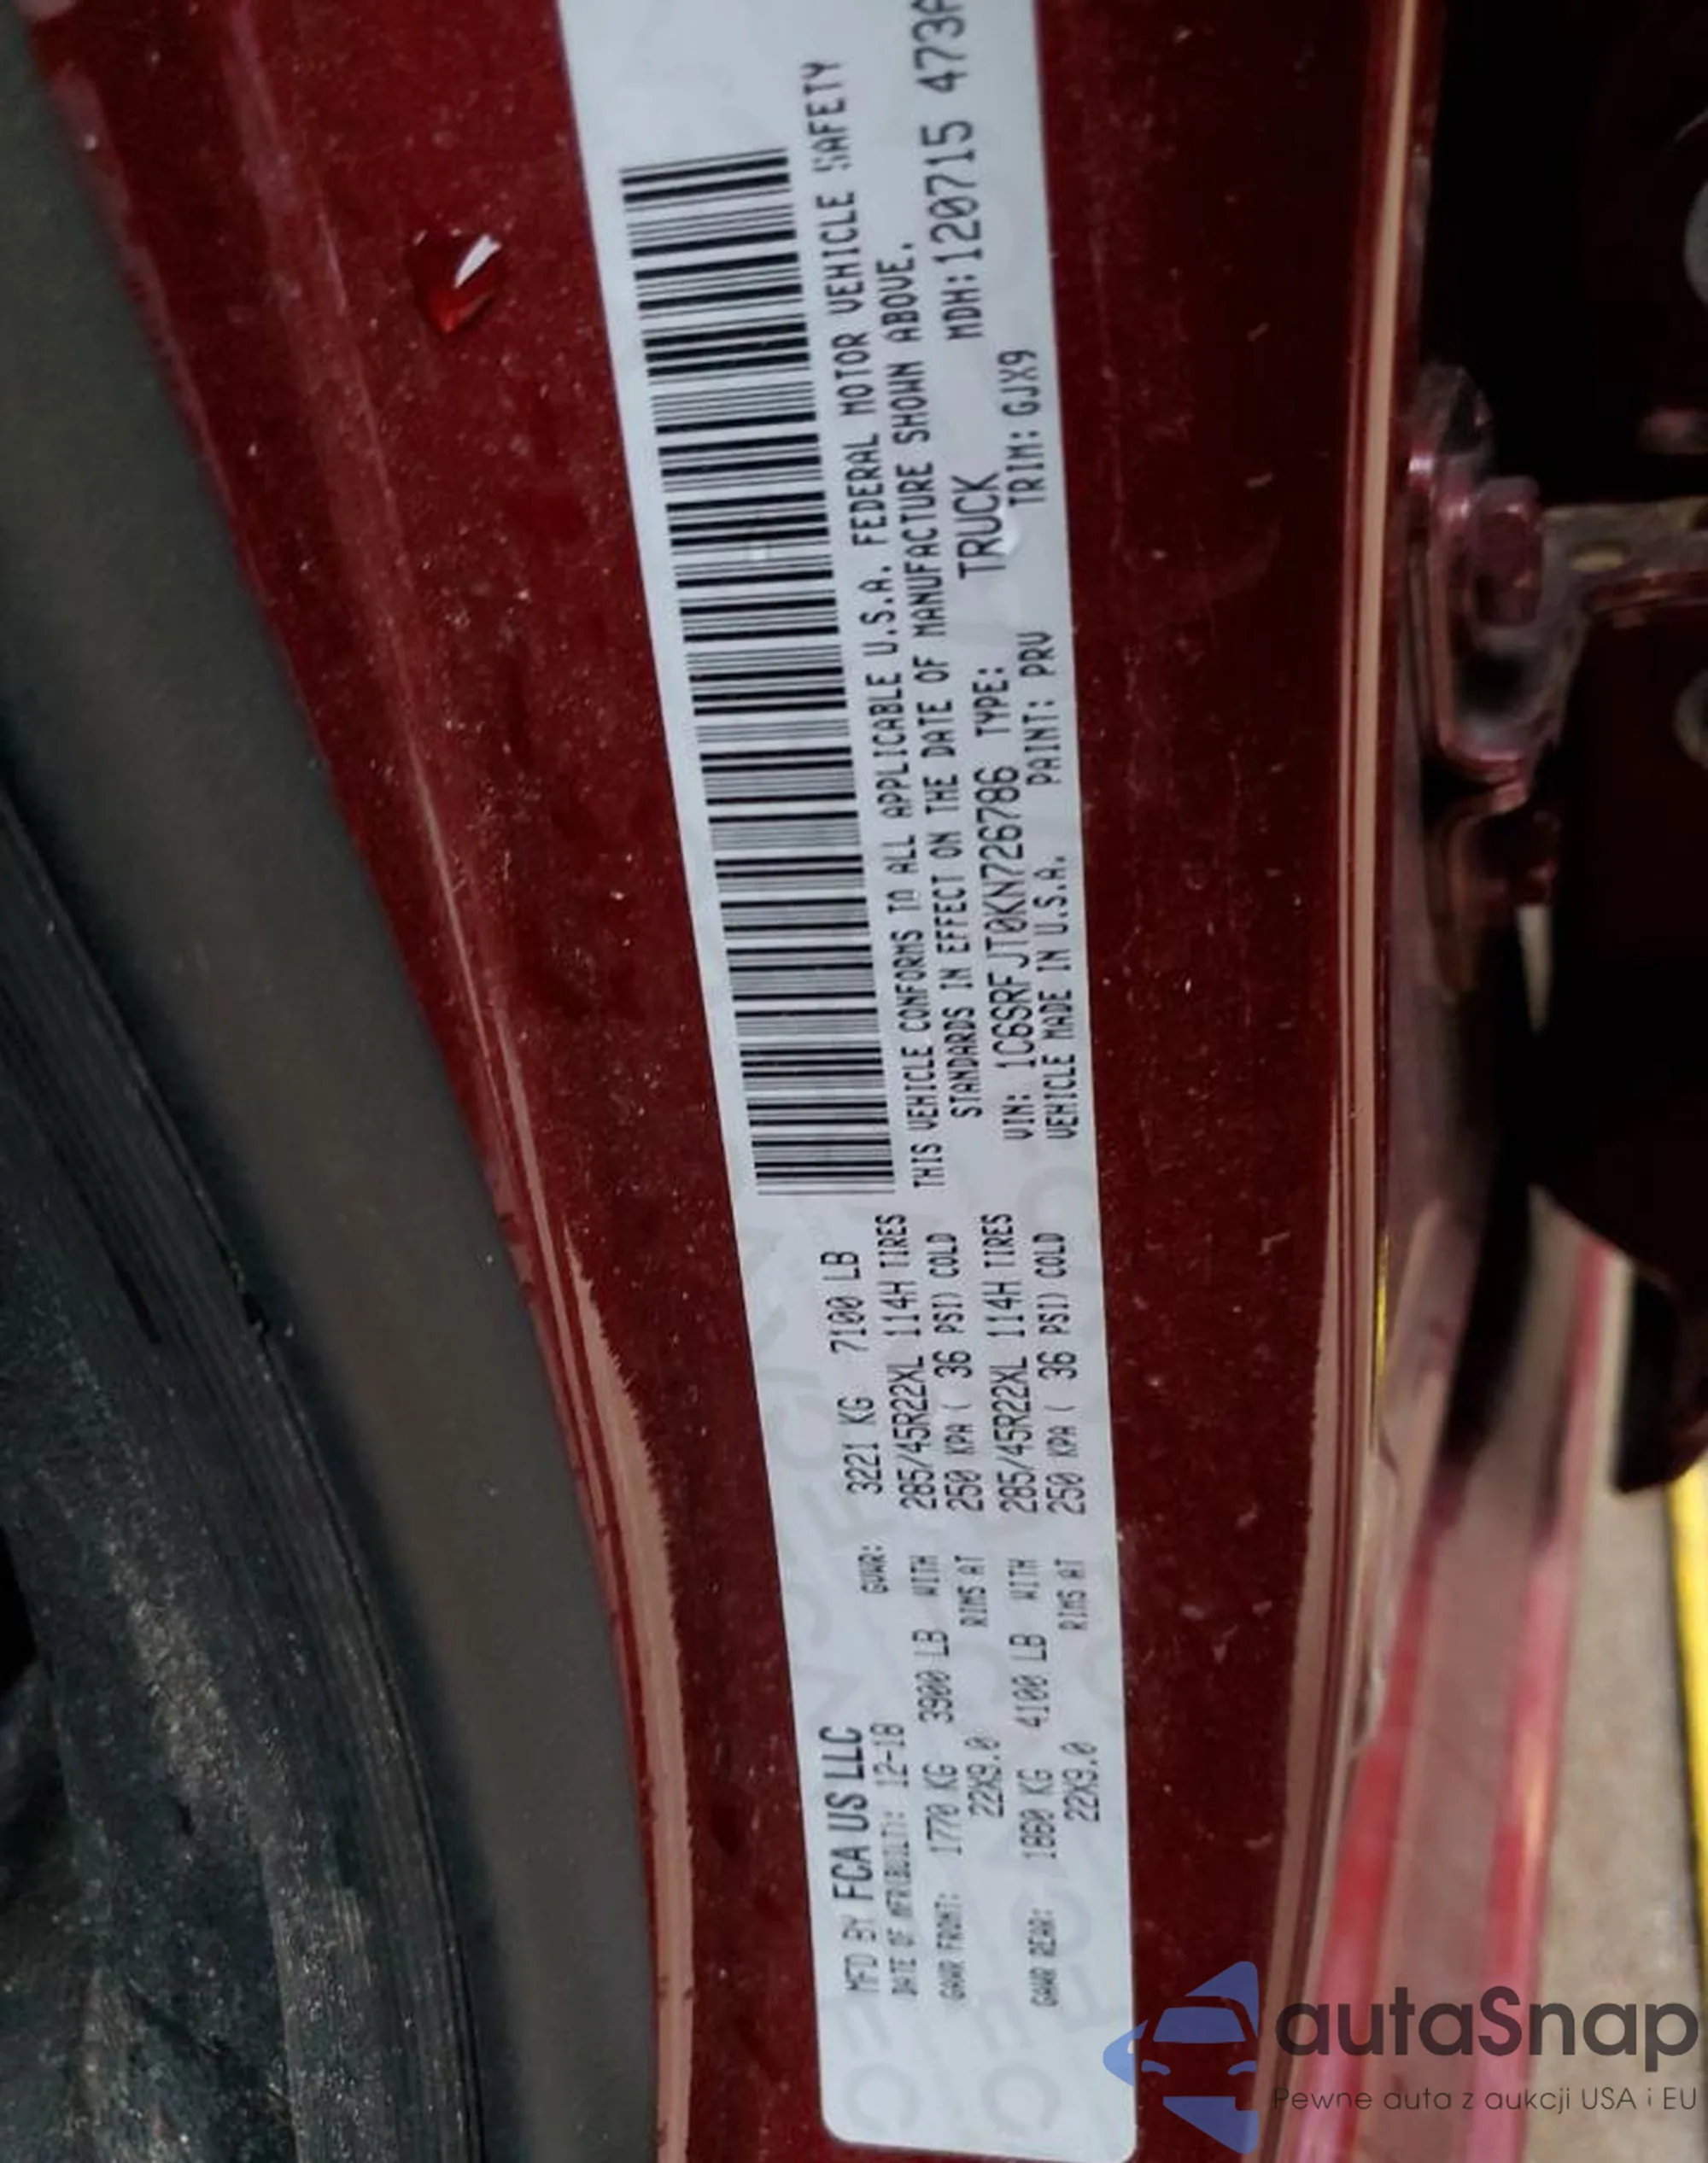 MFD BY FCA US LLC
DATE OF MFR(BUILT): 12-18 GVWR: 3221 KG 7100 LB
GAWR FRONT: 1770 KG 3900 LB WITH 285/45R22XL 114H TIRES
22X9.0 RIMS AT 250 KPA ( 36 PSI) COLD
GAWR REAR: 1860 KG 4100 LB WITH 285/45R22XL 114H TIRES
22X9.0 RIMS AT 250 KPA ( 36 PSI) COLD
THIS VEHICLE CONFORMS TO ALL APPLICABLE U.S.A. FEDERAL MOTOR VEHICLE SAFETY
STANDARDS IN EFFECT ON THE DATE OF MANUFACTURE SHOWN ABOVE.
VIN: 1C6SRFJT0KN726786 TYPE: TRUCK MDH:120715 473
VEHICLE MADE IN U.S.A. PAINT: PRV TRIM: GJX9
autaSnap
Pewne auta z aukcji USA i EU